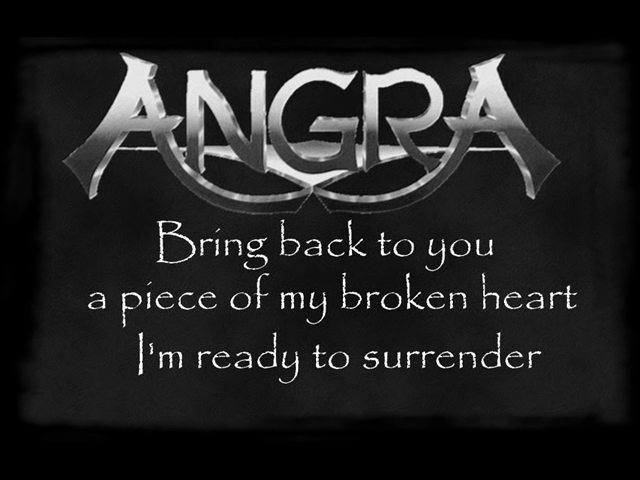 ANGRA
Bring back to you
a piece of my broken heart
I'm ready to surrender